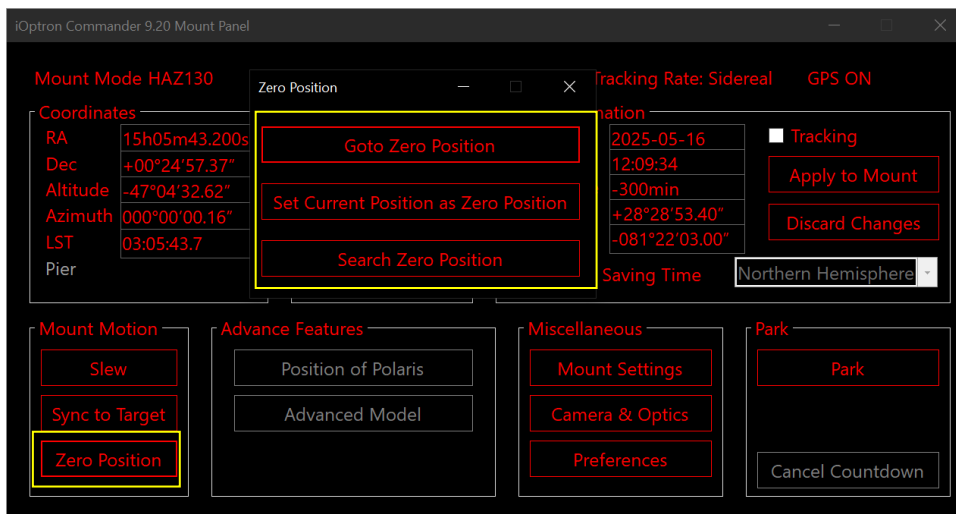 iOptron Commander 9.20 Mount Panel
Mount Mode HAZ130
Tracking Rate: Sidereal
GPS ON
Zero Position
Goto Zero Position
Set Current Position as Zero Position
Search Zero Position
Coordinates
RA 15h05m43.200s
Dec +00°24'57.37"
Altitude -47°04'32.62"
Azimuth 000°00'00.16"
LST 03:05:43.7
Pier
2025-05-16
12:09:34
-300min
+28°28'53.40"
-081°22'03.00"
Saving Time
Northern Hemisphere
Tracking
Apply to Mount
Discard Changes
Mount Motion
Slew
Sync to Target
Zero Position
Advance Features
Position of Polaris
Advanced Model
Miscellaneous
Mount Settings
Camera & Optics
Preferences
Park
Park
Cancel Countdown